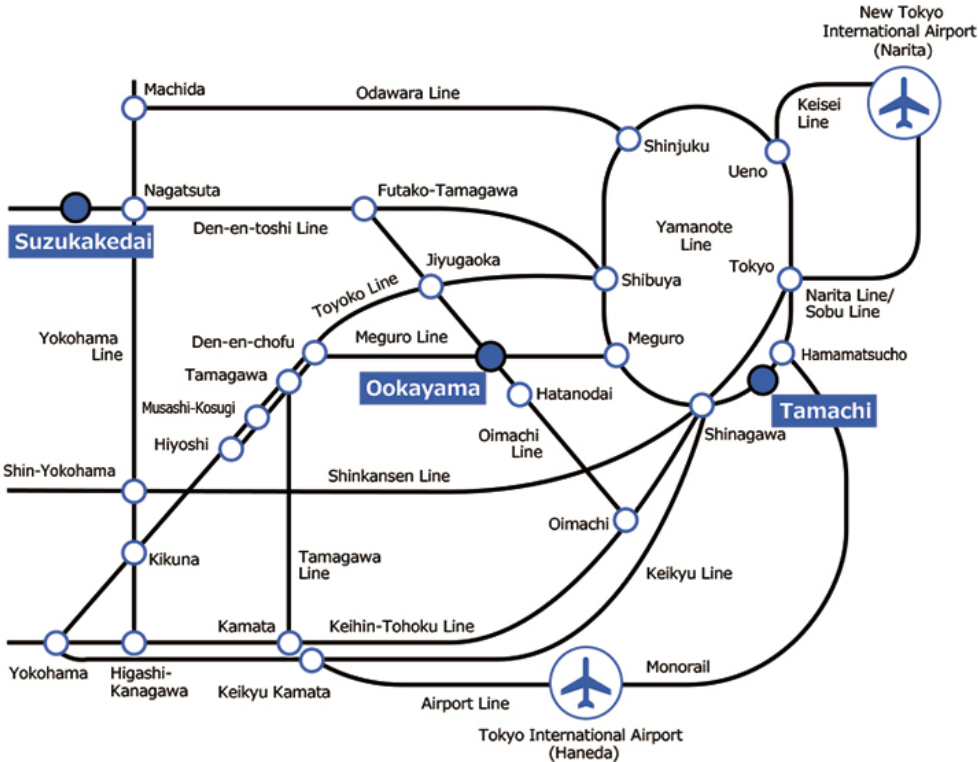 New Tokyo
International Airport
(Narita)
Machida
Odawara Line
Keisei
Line
Shinjuku
Ueno
Nagatsuta
Futako-Tamagawa
Suzukakedai
Den-en-toshi Line
Yamanote
Line
Jiyugaoka
Tokyo
Shibuya
Toyoko Line
Narita Line/
Sobu Line
Yokohama
Line
Den-en-chofu
Meguro Line
Meguro
Hamamatsucho
Tamagawa
Ookayama
Hatanodai
Tamachi
Musashi-Kosugi
Hiyoshi
Oimachi
Line
Shinagawa
Shin-Yokohama
Shinkansen Line
Oimachi
Kikuna
Tamagawa
Line
Keikyu Line
Kamata
Keihin-Tohoku Line
Yokohama
Higashi-
Kanagawa
Keikyu Kamata
Monorail
Airport Line
Tokyo International Airport
(Haneda)